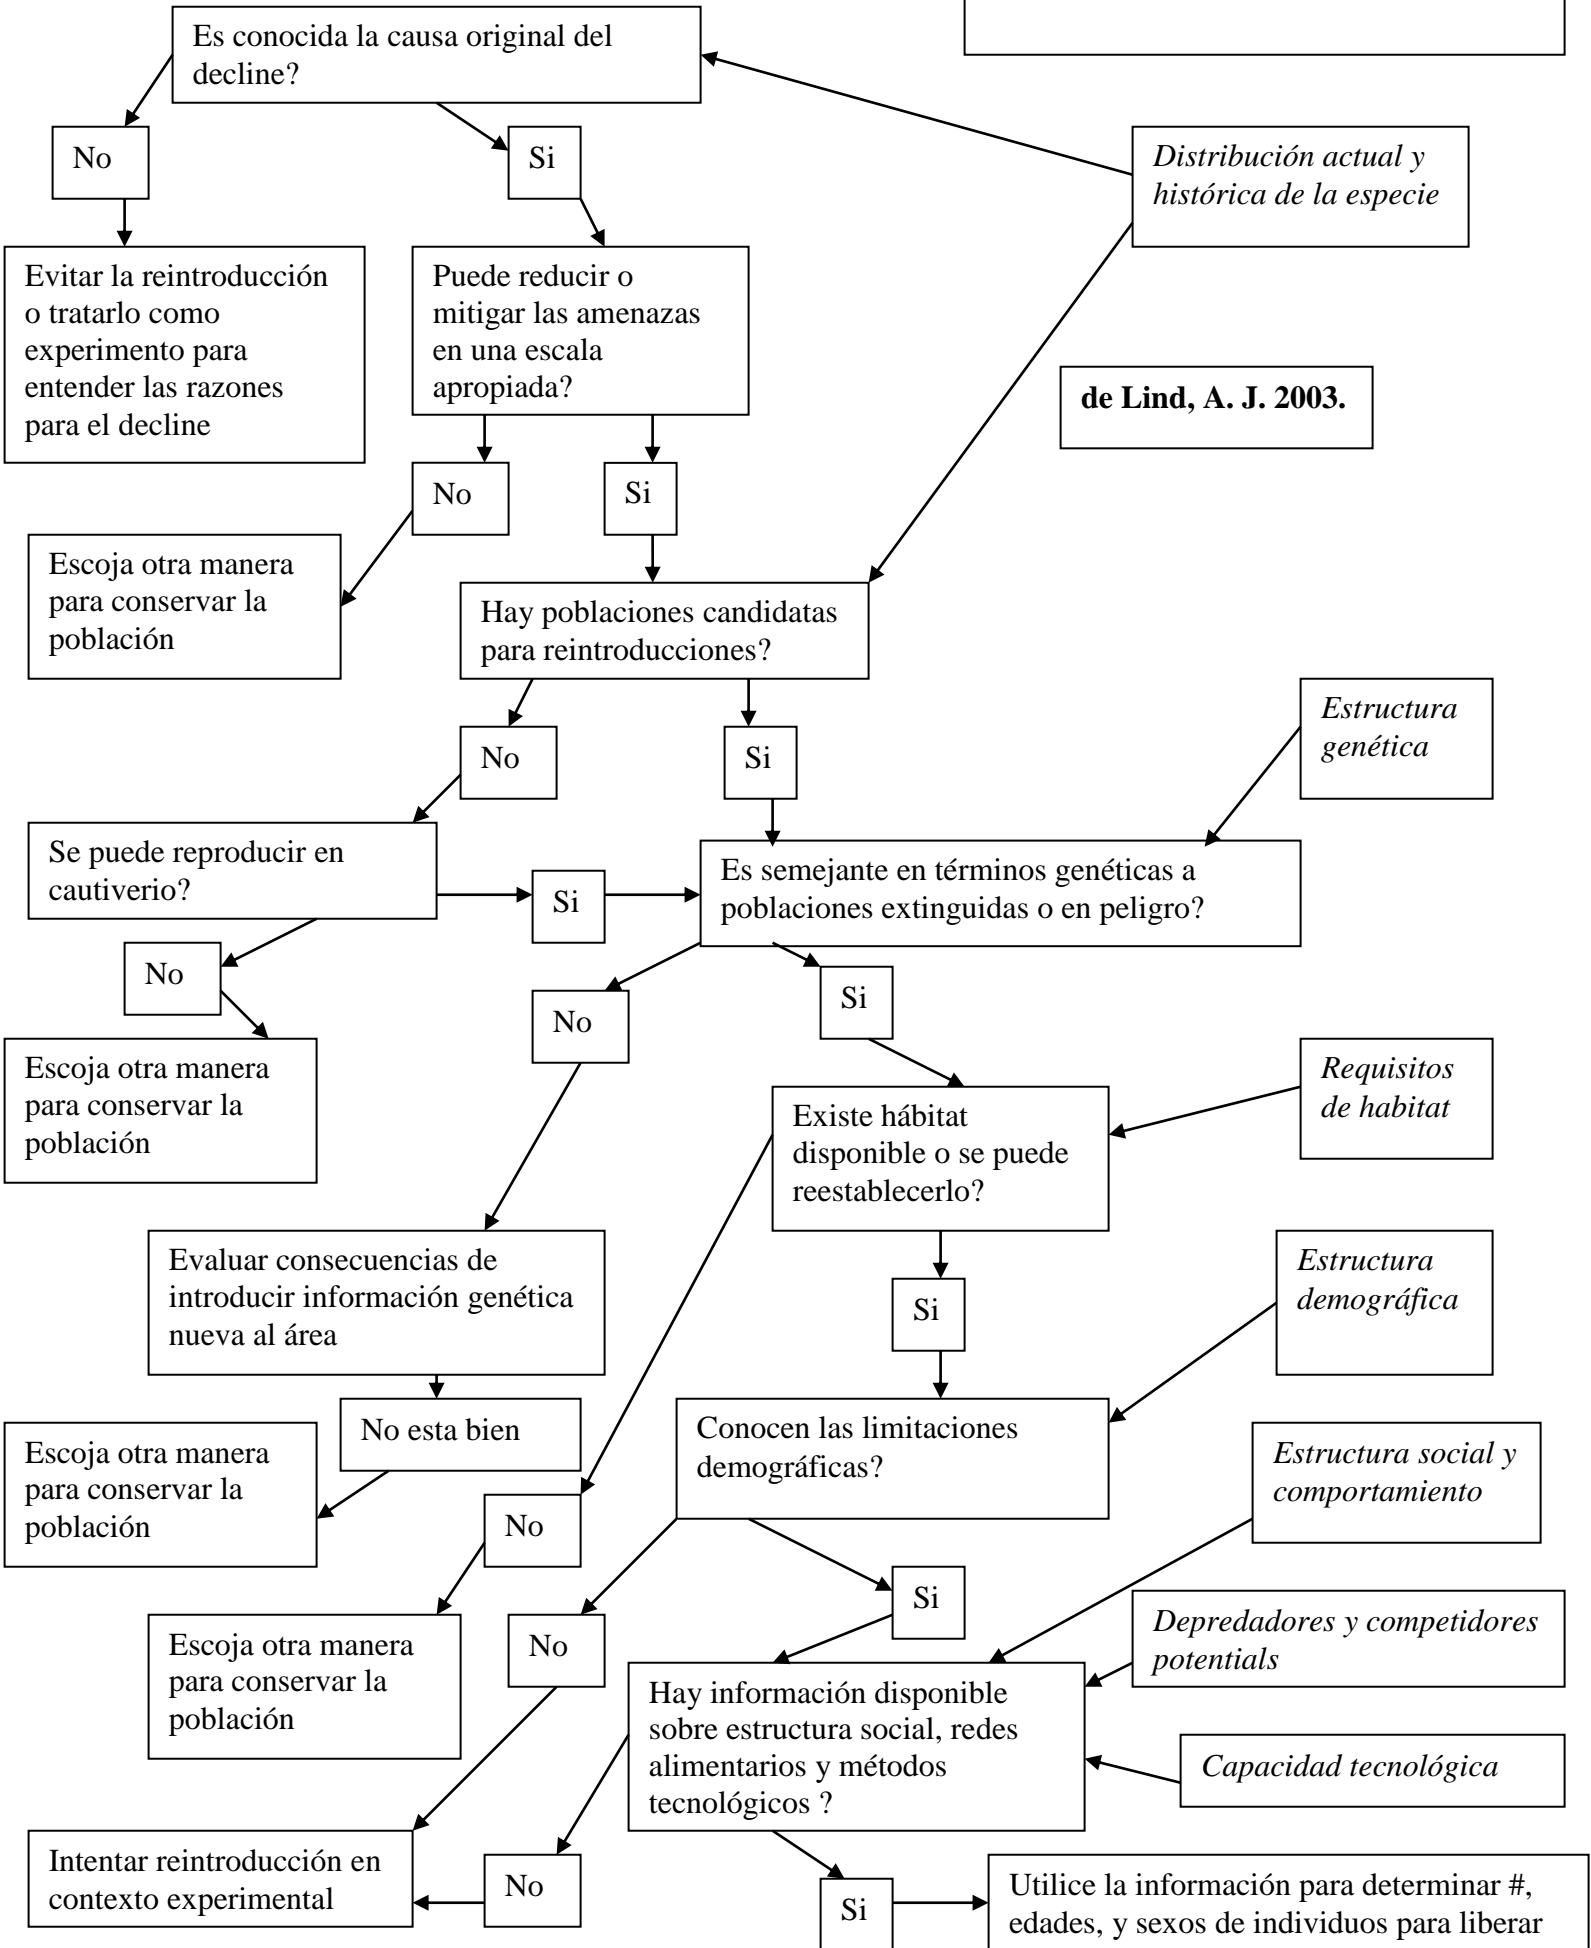 Es conocida la causa original del
decline?
No
Si
Distribución actual y
histórica de la especie
Evitar la reintroducción
o tratarlo como
experimento para
entender las razones
para el decline
Puede reducir o
mitigar las amenazas
en una escala
apropiada?
de Lind, A. J. 2003.
No
Si
Escoja otra manera
para conservar la
población
Hay poblaciones candidatas
para reintroducciones?
Estructura
genética
No
Si
Se puede reproducir en
cautiverio?
Si
Es semejante en términos genéticas a
poblaciones extinguidas o en peligro?
No
No
Si
Escoja otra manera
para conservar la
población
Existe hábitat
disponible o se puede
reestablecerlo?
Requisitos
de habitat
Evaluar consecuencias de
introducir información genética
nueva al área
Si
Estructura
demográfica
No esta bien
Conocen las limitaciones
demográficas?
Escoja otra manera
para conservar la
población
Estructura social y
comportamiento
No
Si
Depredadores y competidores
potentials
Escoja otra manera
para conservar la
población
No
Hay información disponible
sobre estructura social, redes
alimentarios y métodos
tecnológicos ?
Capacidad tecnológica
Intentar reintroducción en
contexto experimental
No
Si
Utilice la información para determinar #,
edades, y sexos de individuos para liberar